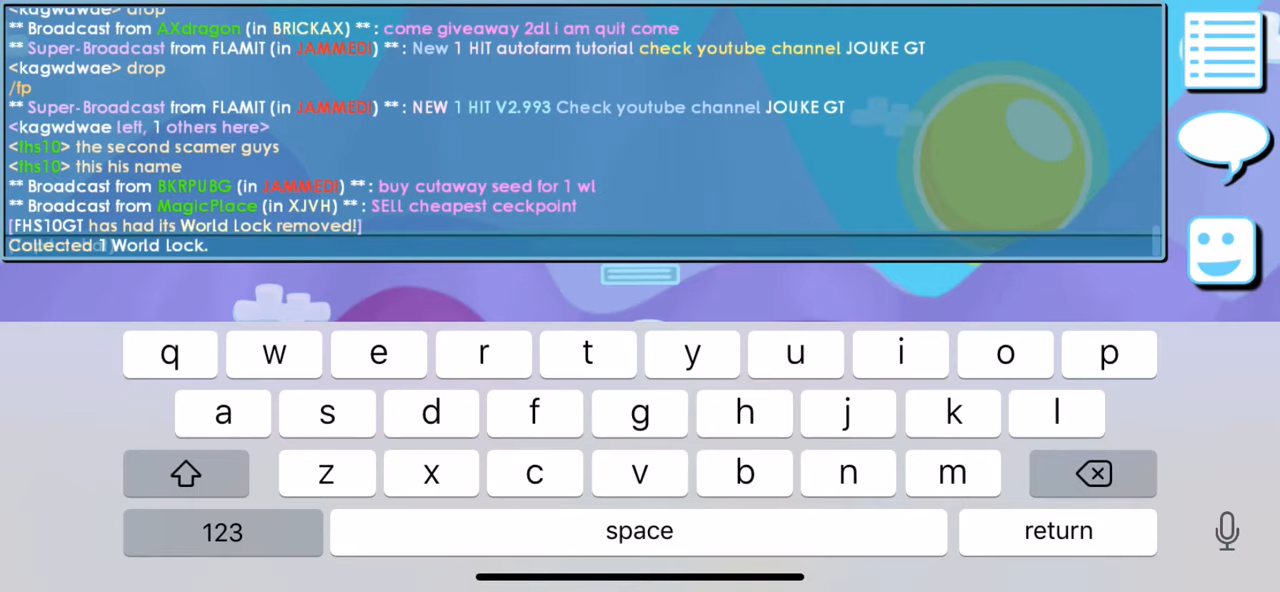 <kagwdwae> drop
** Broadcast from AXdragon (in BRICKAX) ** : come giveaway 2dl i am quit come
** Super-Broadcast from FLAMIT (in JAMMED!) ** : New 1 HIT autofarm tutorial check youtube channel JOUKE GT
<kagwdwae> drop
/fp
** Super-Broadcast from FLAMIT (in JAMMED!) ** : NEW 1 HIT V2.993 Check youtube channel JOUKE GT
<kagwdwae left, 1 others here>
<fhs10> the second scamer guys
<fhs10> this his name
** Broadcast from BKRPUBG (in JAMMED!) ** : buy cutaway seed for 1 wl
** Broadcast from MagicPlace (in XJVH) ** : SELL cheapest ceckpoint
[FHS10GT has had its World Lock removed!]
Collected 1 World Lock.
q w e r t y u i o p
a s d f g h j k l
z x c v b n m
123 space return